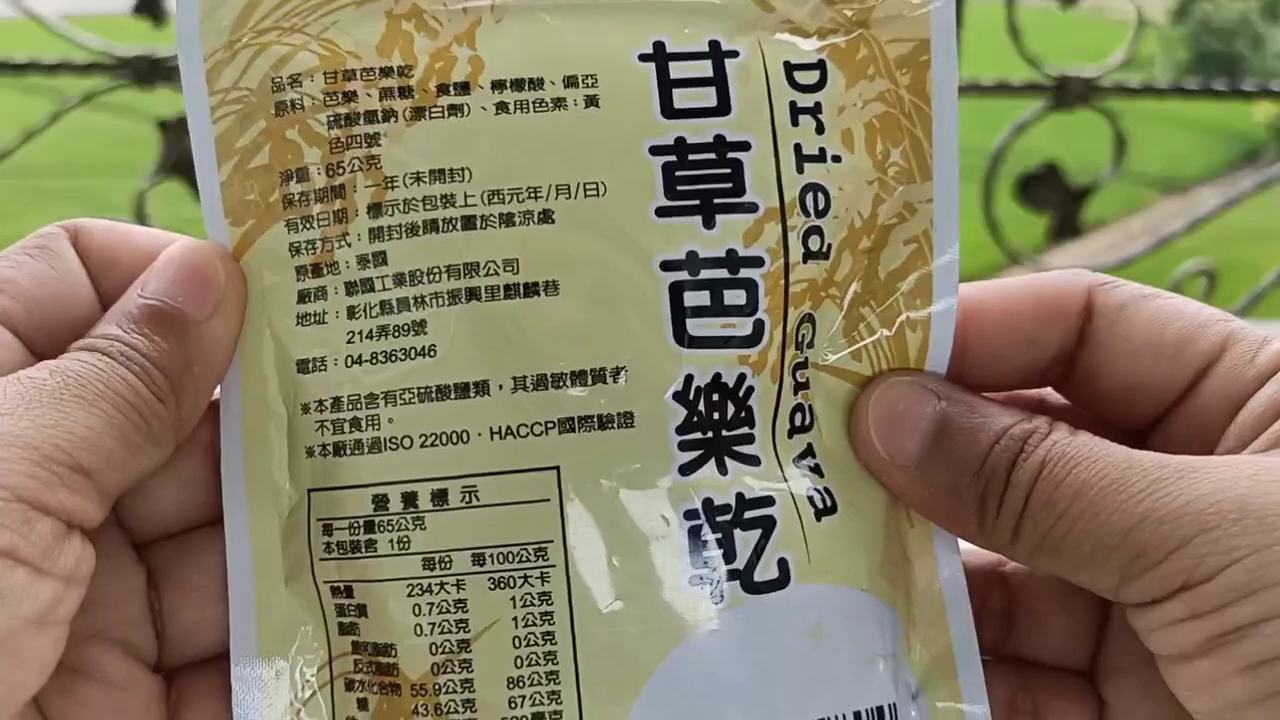 品名：甘草芭樂乾
原料：芭樂、蔗糖、食鹽、檸檬酸、偏亞
硫酸氫鈉(漂白劑)、食用色素：黃
色四號
淨量：65公克
保存期間：一年(未開封)
有效日期：標示於包裝上(西元年/月/日)
保存方式：開封後請放置於陰涼處
原產地：泰國
廠商：聯國工業股份有限公司
地址：彰化縣員林市振興里麒麟巷
214弄89號
電話：04-8363046
※本產品含有亞硫酸鹽類，其過敏體質者
不宜食用。
※本廠通過ISO 22000．HACCP國際驗證
營養標示
每一份量65公克
本包裝含 1份
每份 每100公克
熱量 234大卡 360大卡
蛋白質 0.7公克 1公克
脂肪 0.7公克 1公克
飽和脂肪 0公克 0公克
反式脂肪 0公克 0公克
碳水化合物 55.9公克 86公克
糖 43.6公克 67公克
甘草芭樂乾
Dried Guava